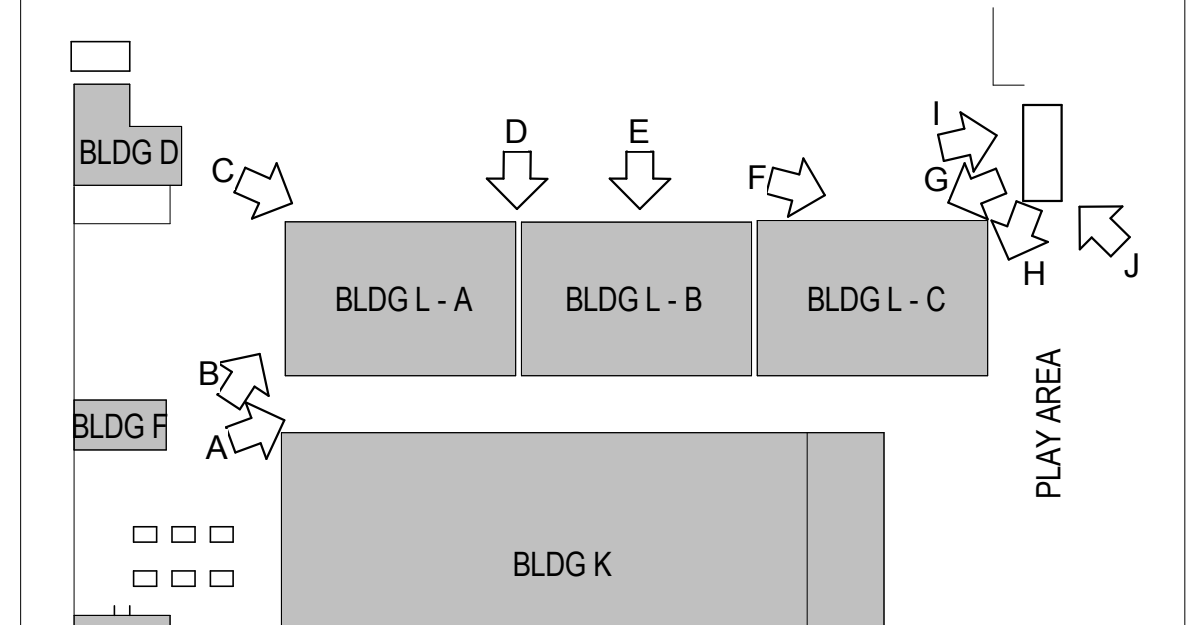 I
D
E
BLDG D
C
F
G
H
J
BLDG L - A
BLDG L - B
BLDG L - C
B
PLAY AREA
BLDG F
A
BLDG K